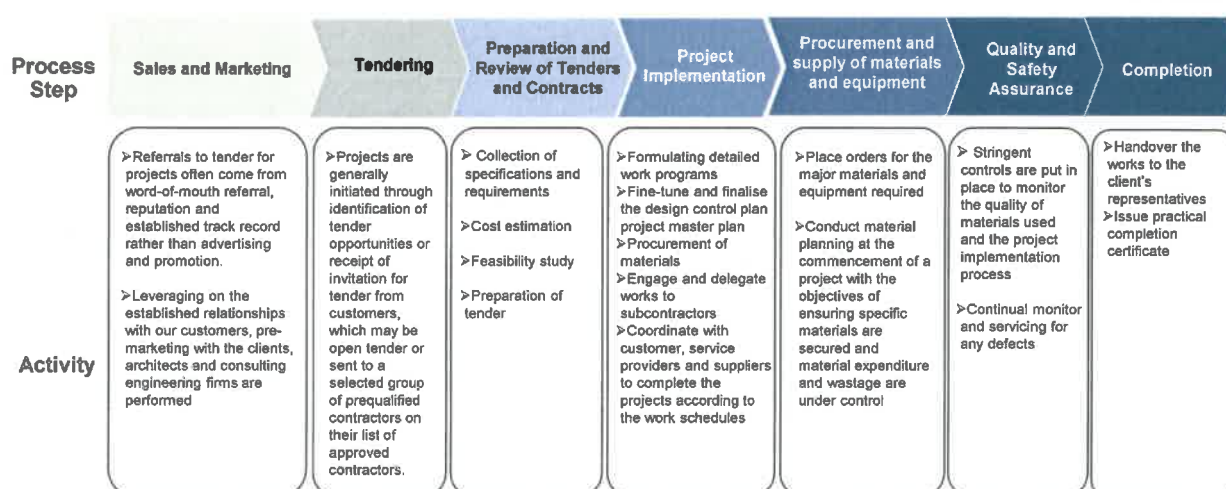 Process
Step
Sales and Marketing
Tendering
Preparation and
Review of Tenders
and Contracts
Project
Implementation
Procurement and
supply of materials
and equipment
Quality and
Safety
Assurance
Completion
Activity
➢Referrals to tender for
projects often come from
word-of-mouth referral,
reputation and
established track record
rather than advertising
and promotion.
➢Leveraging on the
established relationships
with our customers, pre-
marketing with the clients,
architects and consulting
engineering firms are
performed
➢Projects are
generally
initiated through
identification of
tender
opportunities or
receipt of
invitation for
tender from
customers,
which may be
open tender or
sent to a
selected group
of prequalified
contractors on
their list of
approved
contractors.
➢ Collection of
specifications and
requirements
➢Cost estimation
➢Feasibility study
➢Preparation of
tender
➢Formulating detailed
work programs
➢Fine-tune and finalise
the design control plan
project master plan
➢Procurement of
materials
➢Engage and delegate
works to
subcontractors
➢Coordinate with
customer, service
providers and suppliers
to complete the
projects according to
the work schedules
➢Place orders for the
major materials and
equipment required
➢Conduct material
planning at the
commencement of a
project with the
objectives of
ensuring specific
materials are
secured and
material expenditure
and wastage are
under control
➢ Stringent
controls are put in
place to monitor
the quality of
materials used
and the project
implementation
process
➢Continual monitor
and servicing for
any defects
➢Handover the
works to the
client's
representatives
➢Issue practical
completion
certificate